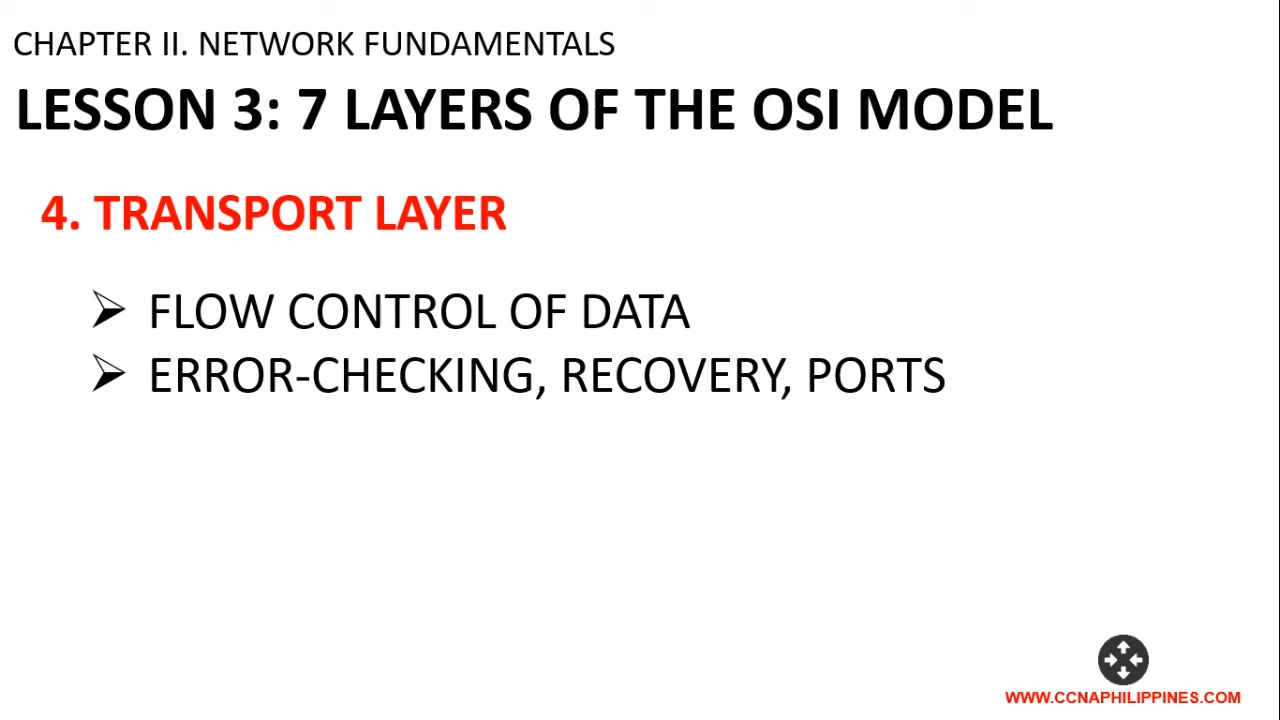 CHAPTER II. NETWORK FUNDAMENTALS
LESSON 3: 7 LAYERS OF THE OSI MODEL
4. TRANSPORT LAYER
FLOW CONTROL OF DATA
ERROR-CHECKING, RECOVERY, PORTS
WWW.CCNAPHILIPPINES.COM